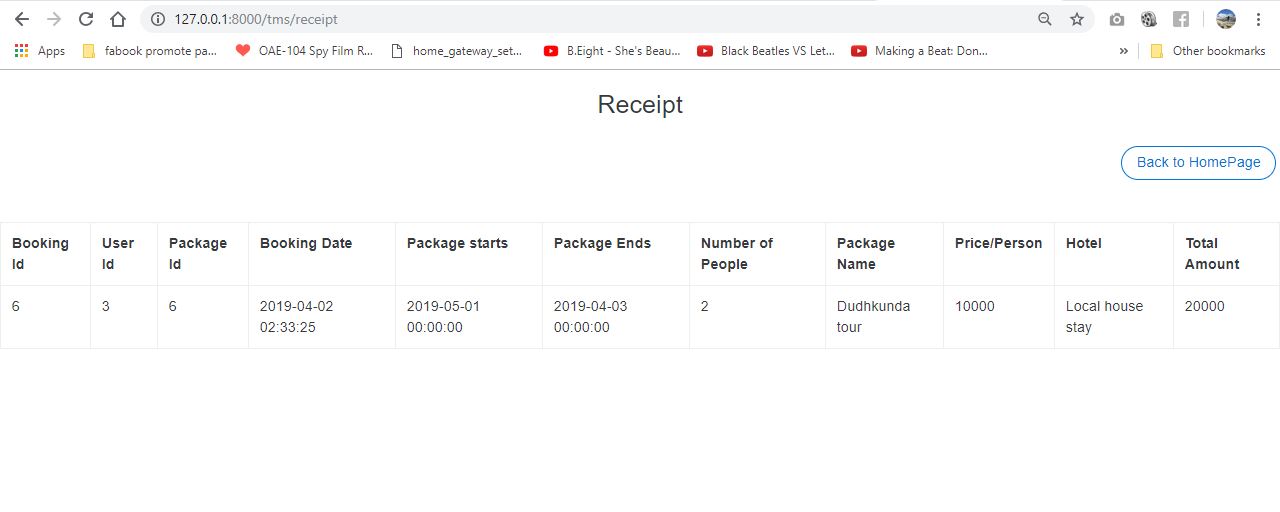 127.0.0.1:8000/tms/receipt
Apps fabook promote pa... OAE-104 Spy Film R... home_gateway_set... B.Eight - She's Beau... Black Beatles VS Let... Making a Beat: Don... » Other bookmarks
Receipt
Back to HomePage
Booking Id User Id Package Id Booking Date Package starts Package Ends Number of People Package Name Price/Person Hotel Total Amount
6 3 6 2019-04-02 02:33:25 2019-05-01 00:00:00 2019-04-03 00:00:00 2 Dudhkunda tour 10000 Local house stay 20000